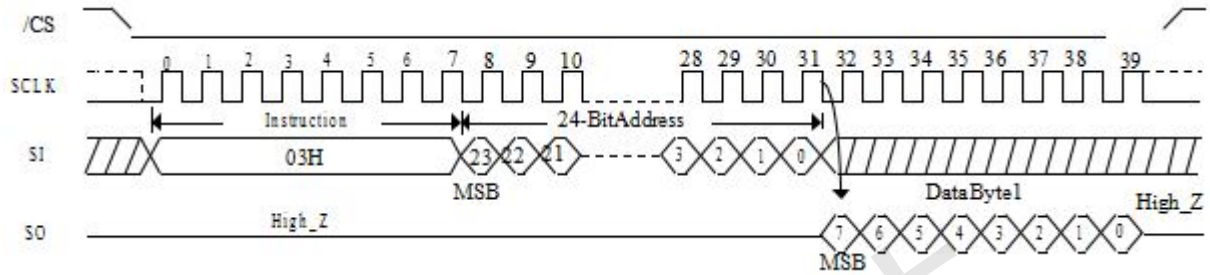 /CS
0 1 2 3 4 5 6 7 8 9 10 28 29 30 31 32 33 34 35 36 37 38 39
SCLK
Instruction 24-BitAddress
SI 03H 23 22 21 3 2 1 0
MSB DataByte1
High_Z High_Z
SO 7 6 5 4 3 2 1 0
MSB